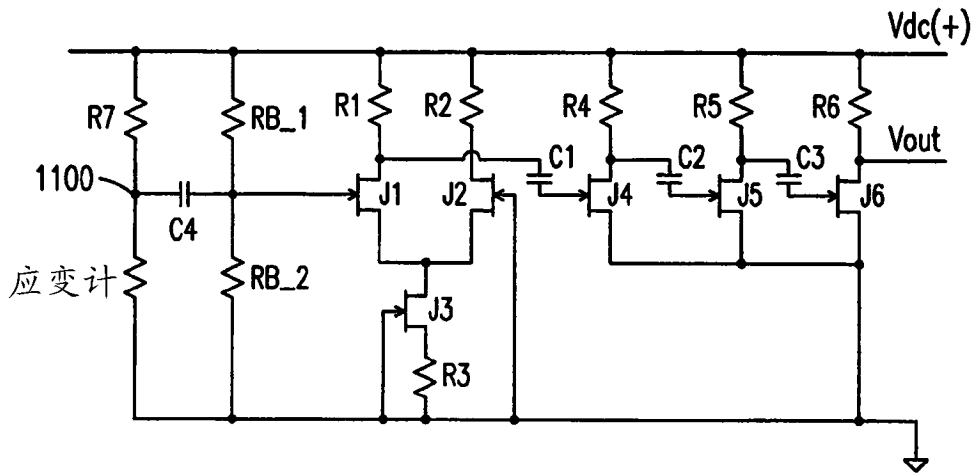 Vdc(+)
R7
RB_1
R1
R2
R4
R5
R6
Vout
1100
C4
J1
J2
C1
J4
C2
J5
C3
J6
应变计
RB_2
J3
R3